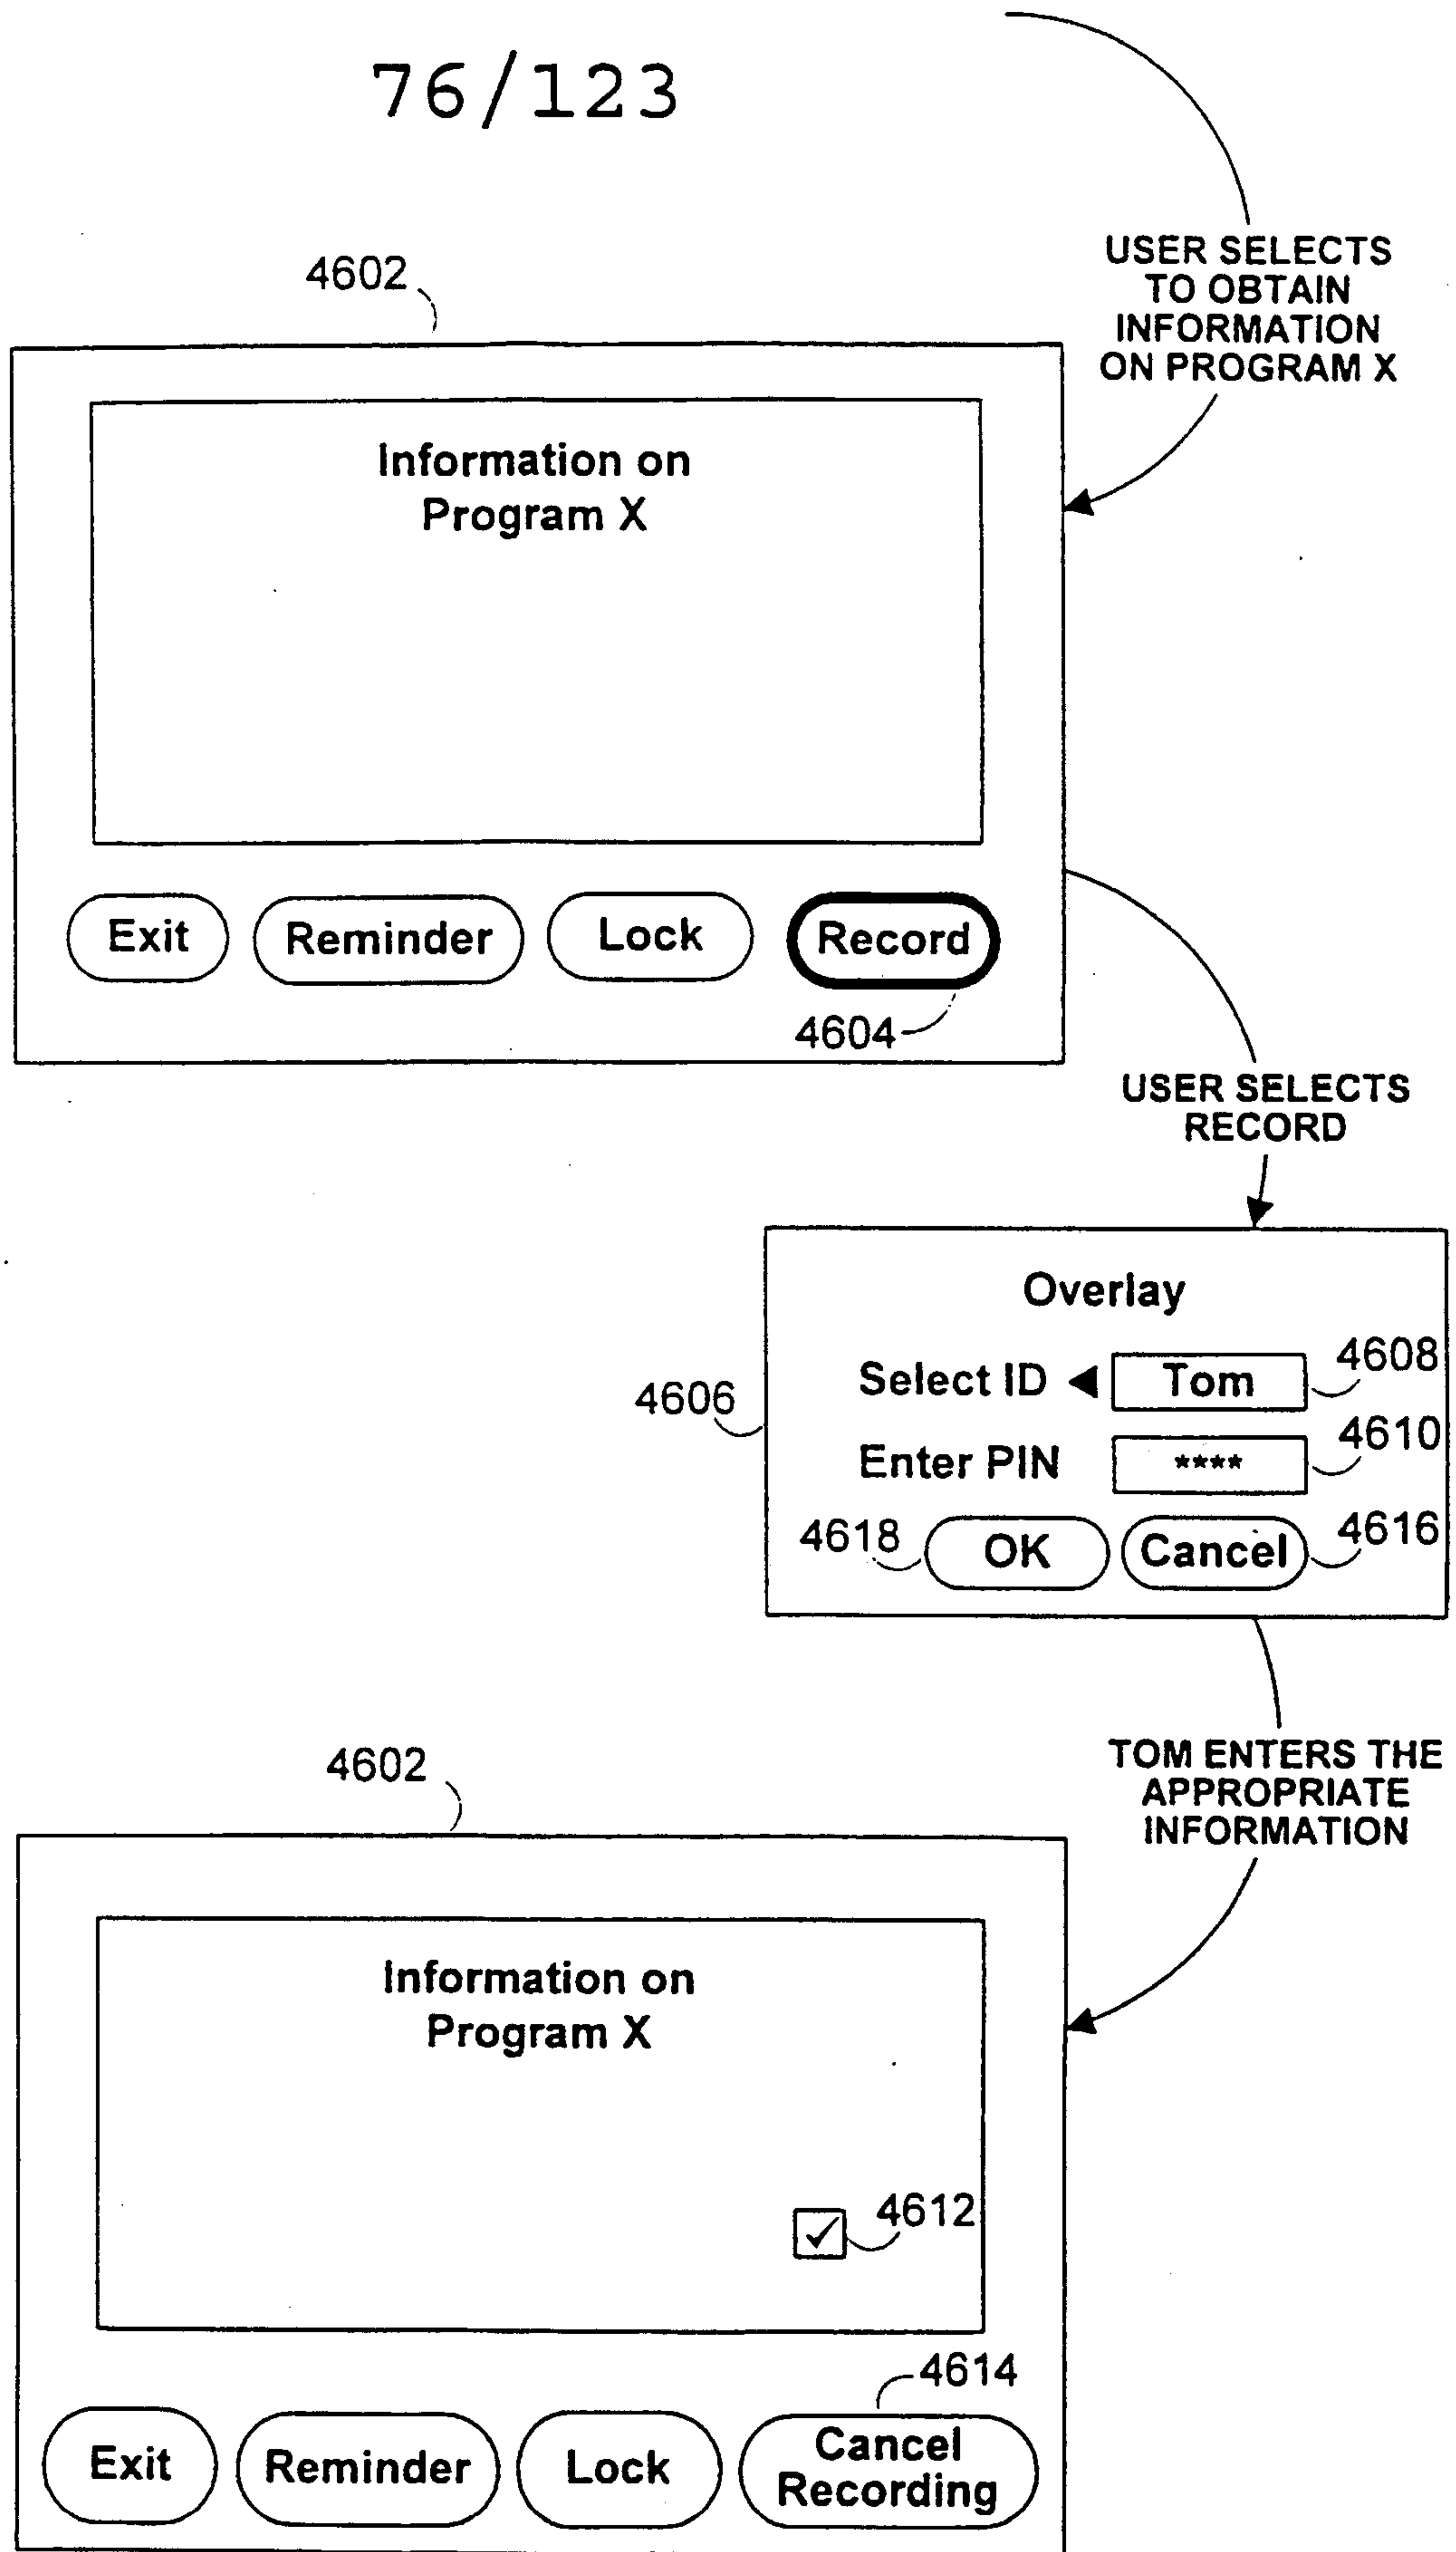 76/123
USER SELECTS
TO OBTAIN
INFORMATION
ON PROGRAM X
4602
Information on
Program X
Exit
Reminder
Lock
Record
4604
USER SELECTS
RECORD
Overlay
Select ID ◀ Tom
4608
4606
Enter PIN ****
4610
4618
OK
Cancel
4616
TOM ENTERS THE
APPROPRIATE
INFORMATION
4602
Information on
Program X
4612
4614
Exit
Reminder
Lock
Cancel
Recording